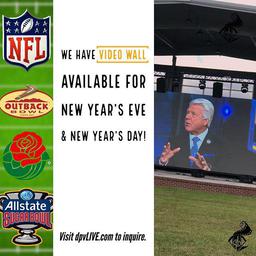 NFL
OUTBACK
BOWL
Allstate
SUGAR BOWL
WE HAVE VIDEO WALL
AVAILABLE FOR
NEW YEAR'S EVE
& NEW YEAR'S DAY!
Visit dpvLIVE.com to inquire.